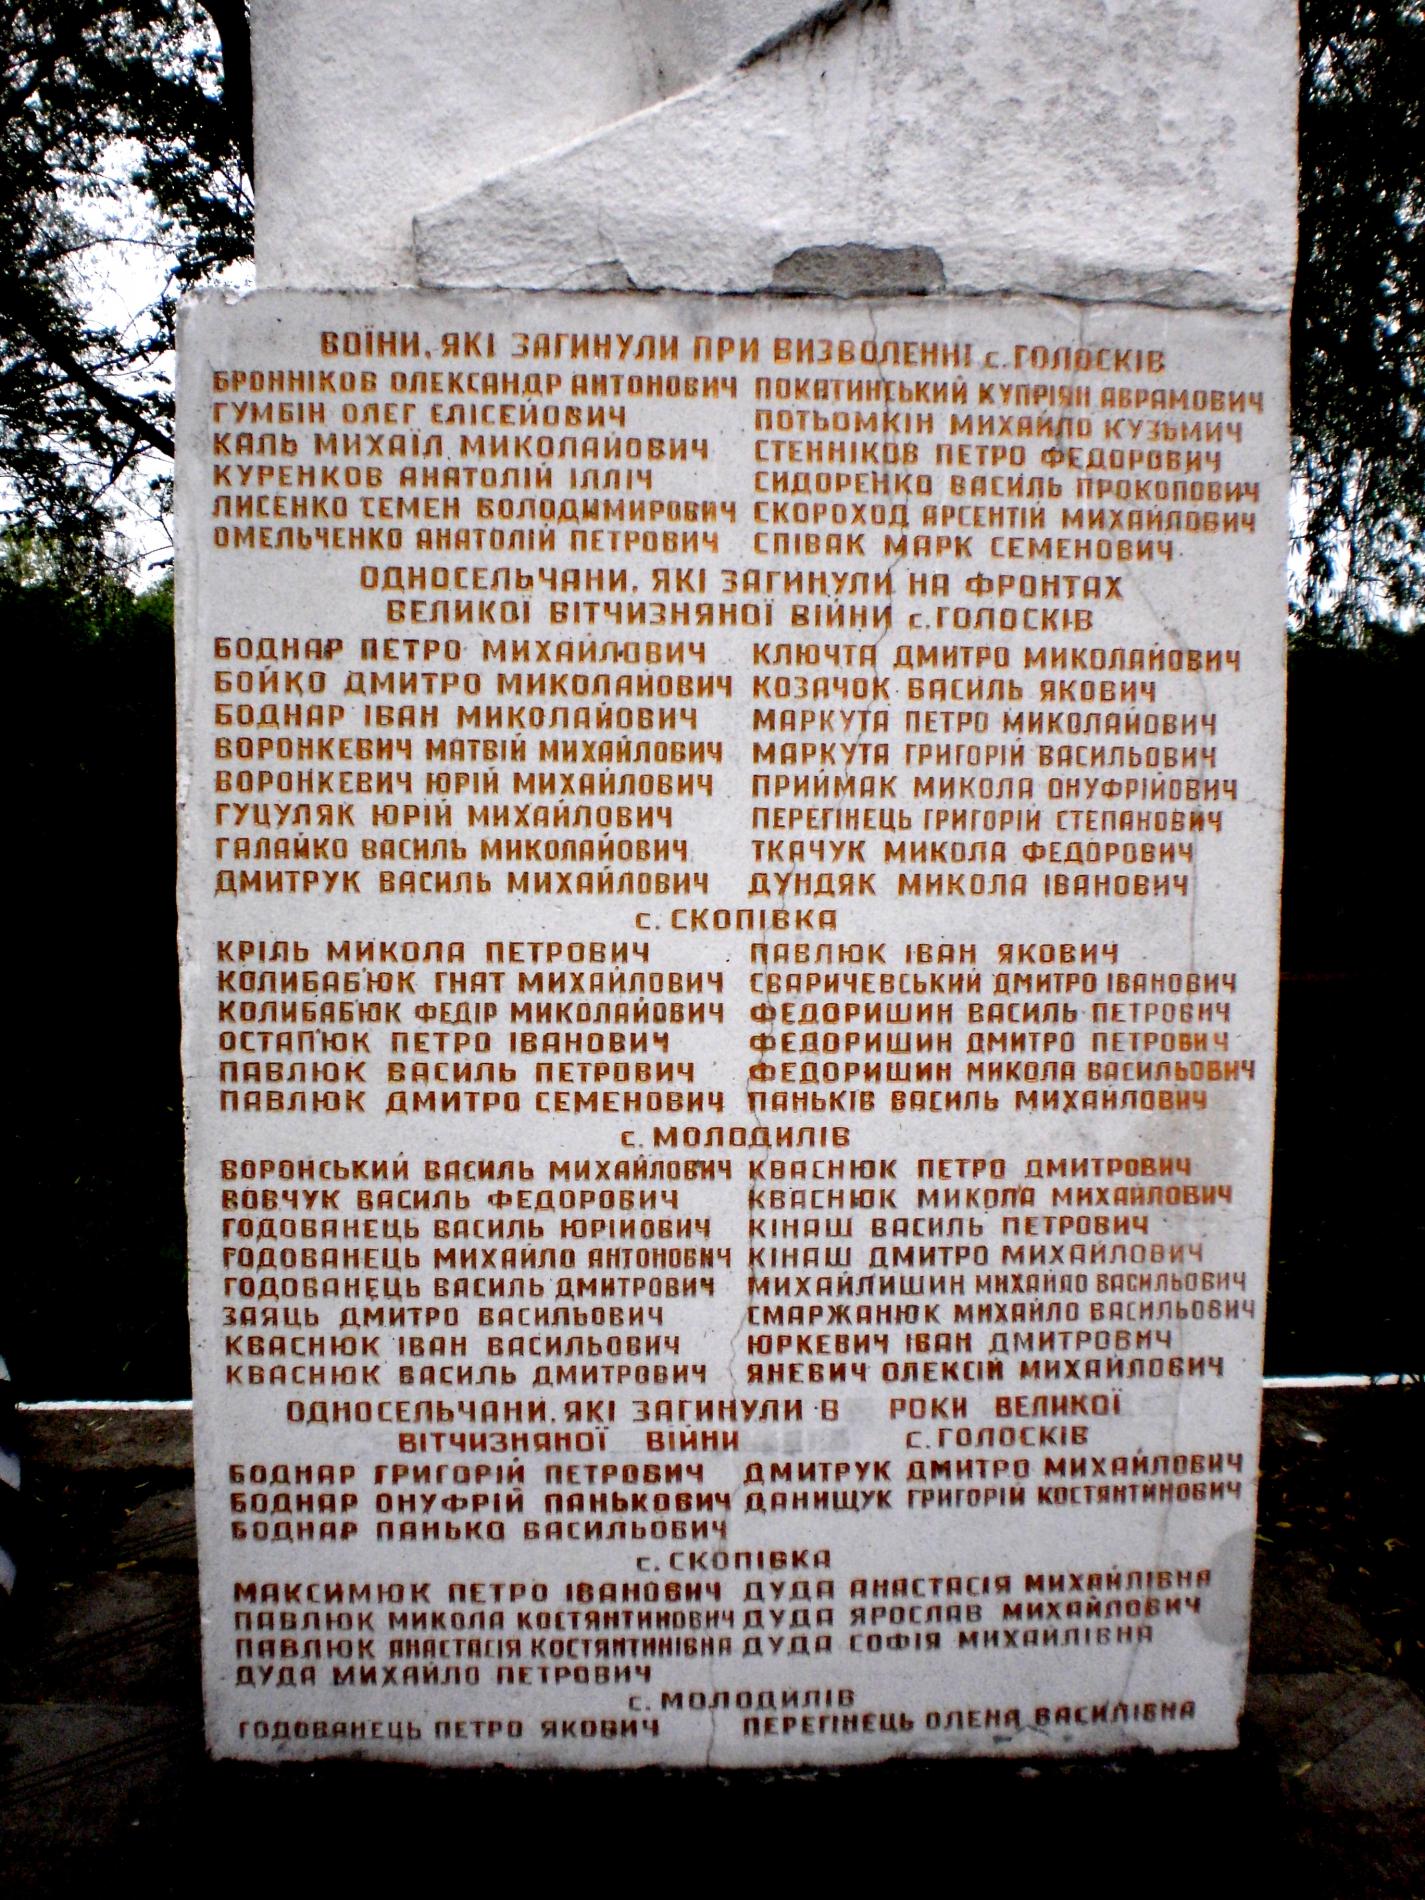 ВОЇНИ, ЯКІ ЗАГИНУЛИ ПРИ ВИЗВОЛЕННІ с. ГОЛОСКІВ
БРОННІКОВ ОЛЕКСАНДР АНТОНОВИЧ ПОКАТИНСЬКИЙ КУПРІЯН АВРАМОВИЧ
ГУМБІН ОЛЕГ ЕЛІСЕЙОВИЧ ПОТЬОМКІН МИХАЙЛО КУЗЬМИЧ
КАЛЬ МИХАЇЛ МИКОЛАЙОВИЧ СТЕННІКОВ ПЕТРО ФЕДОРОВИЧ
КУРЕНКОВ АНАТОЛІЙ ІЛЛІЧ СИДОРЕНКО ВАСИЛЬ ПРОКОПОВИЧ
ЛИСЕНКО СЕМЕН ВОЛОДИМИРОВИЧ СКОРОХОД АРСЕНТІЙ МИХАЙЛОВИЧ
ОМЕЛЬЧЕНКО АНАТОЛІЙ ПЕТРОВИЧ СПІВАК МАРК СЕМЕНОВИЧ
ОДНОСЕЛЬЧАНИ, ЯКІ ЗАГИНУЛИ НА ФРОНТАХ
ВЕЛИКОЇ ВІТЧИЗНЯНОЇ ВІЙНИ с. ГОЛОСКІВ
БОДНАР ПЕТРО МИХАЙЛОВИЧ КЛЮЧТА ДМИТРО МИКОЛАЙОВИЧ
БОЙКО ДМИТРО МИКОЛАЙОВИЧ КОЗАЧОК ВАСИЛЬ ЯКОВИЧ
БОДНАР ІВАН МИКОЛАЙОВИЧ МАРКУТА ПЕТРО МИКОЛАЙОВИЧ
ВОРОНКЕВИЧ МАТВІЙ МИХАЙЛОВИЧ МАРКУТА ГРИГОРІЙ ВАСИЛЬОВИЧ
ВОРОНКЕВИЧ ЮРІЙ МИХАЙЛОВИЧ ПРИЙМАК МИКОЛА ОНУФРІЙОВИЧ
ГУЦУЛЯК ЮРІЙ МИХАЙЛОВИЧ ПЕРЕГІНЕЦЬ ГРИГОРІЙ СТЕПАНОВИЧ
ГАЛАЙКО ВАСИЛЬ МИКОЛАЙОВИЧ ТКАЧУК МИКОЛА ФЕДОРОВИЧ
ДМИТРУК ВАСИЛЬ МИХАЙЛОВИЧ ДУНДЯК МИКОЛА ІВАНОВИЧ
с. СКОПІВКА
КРІЛЬ МИКОЛА ПЕТРОВИЧ ПАВЛЮК ІВАН ЯКОВИЧ
КОЛИБАБ'ЮК ГНАТ МИХАЙЛОВИЧ СВАРИЧЕВСЬКИЙ ДМИТРО ІВАНОВИЧ
КОЛИБАБЮК ФЕДІР МИКОЛАЙОВИЧ ФЕДОРИШИН ВАСИЛЬ ПЕТРОВИЧ
ОСТАП'ЮК ПЕТРО ІВАНОВИЧ ФЕДОРИШИН ДМИТРО ПЕТРОВИЧ
ПАВЛЮК ВАСИЛЬ ПЕТРОВИЧ ФЕДОРИШИН МИКОЛА ВАСИЛЬОВИЧ
ПАВЛЮК ДМИТРО СЕМЕНОВИЧ ПАНЬКІВ ВАСИЛЬ МИХАЙЛОВИЧ
с. МОЛОДИЛІВ
ВОРОНСЬКИЙ ВАСИЛЬ МИХАЙЛОВИЧ КВАСНЮК ПЕТРО ДМИТРОВИЧ
ВОВЧУК ВАСИЛЬ ФЕДОРОВИЧ КВАСНЮК МИКОЛА МИХАЙЛОВИЧ
ГОДОВАНЕЦЬ ВАСИЛЬ ЮРІЙОВИЧ КІНАШ ВАСИЛЬ ПЕТРОВИЧ
ГОДОВАНЕЦЬ МИХАЙЛО АНТОНОВИЧ КІНАШ ДМИТРО МИХАЙЛОВИЧ
ГОДОВАНЕЦЬ ВАСИЛЬ ДМИТРОВИЧ МИХАЙЛИШИН МИХАЙЛО ВАСИЛЬОВИЧ
ЗАЯЦЬ ДМИТРО ВАСИЛЬОВИЧ СМАРЖАНЮК МИХАЙЛО ВАСИЛЬОВИЧ
КВАСНЮК ІВАН ВАСИЛЬОВИЧ ЮРКЕВИЧ ІВАН ДМИТРОВИЧ
КВАСНЮК ВАСИЛЬ ДМИТРОВИЧ ЯНЕВИЧ ОЛЕКСІЙ МИХАЙЛОВИЧ
ОДНОСЕЛЬЧАНИ, ЯКІ ЗАГИНУЛИ В РОКИ ВЕЛИКОЇ
ВІТЧИЗНЯНОЇ ВІЙНИ с. ГОЛОСКІВ
БОДНАР ГРИГОРІЙ ПЕТРОВИЧ ДМИТРУК ДМИТРО МИХАЙЛОВИЧ
БОДНАР ОНУФРІЙ ПАНЬКОВИЧ ДАНИЩУК ГРИГОРІЙ КОСТЯНТИНОВИЧ
БОДНАР ПАНЬКО ВАСИЛЬОВИЧ
с. СКОПІВКА
МАКСИМЮК ПЕТРО ІВАНОВИЧ ДУДА АНАСТАСІЯ МИХАЙЛІВНА
ПАВЛЮК МИКОЛА КОСТЯНТИНОВИЧ ДУДА ЯРОСЛАВ МИХАЙЛОВИЧ
ПАВЛЮК АНАСТАСІЯ КОСТЯНТИНІВНА ДУДА СОФІЯ МИХАЙЛІВНА
ДУДА МИХАЙЛО ПЕТРОВИЧ
с. МОЛОДИЛІВ
ГОДОВАНЕЦЬ ПЕТРО ЯКОВИЧ ПЕРЕГІНЕЦЬ ОЛЕНА ВАСИЛІВНА